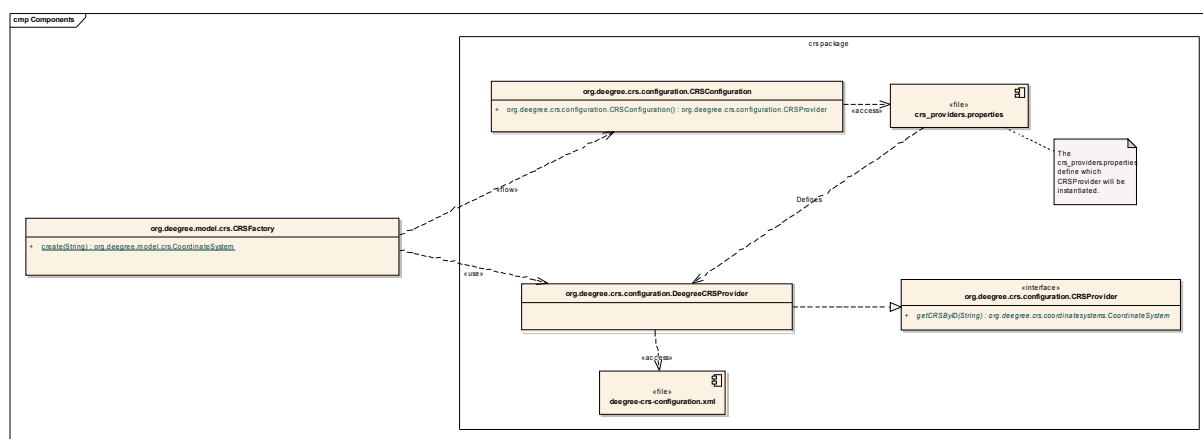 cmp Components
crs package
org.deegree.crs.configuration.CRSConfiguration
+ org.deegree.crs.configuration.CRSConfiguration() : org.deegree.crs.configuration.CRSProvider
«access»
«file»
crs_providers.properties
The
crs_providers.properties
define which
CRSProvider will be
instantiated.
«flow»
Defines
org.deegree.model.crs.CRSFactory
+ create(String) : org.deegree.model.crs.CoordinateSystem
«use»
org.deegree.crs.configuration.DeegreeCRSProvider
«interface»
org.deegree.crs.configuration.CRSProvider
+ getCRSByID(String) : org.deegree.crs.coordinatesystems.CoordinateSystem
«access»
«file»
deegree-crs-configuration.xml